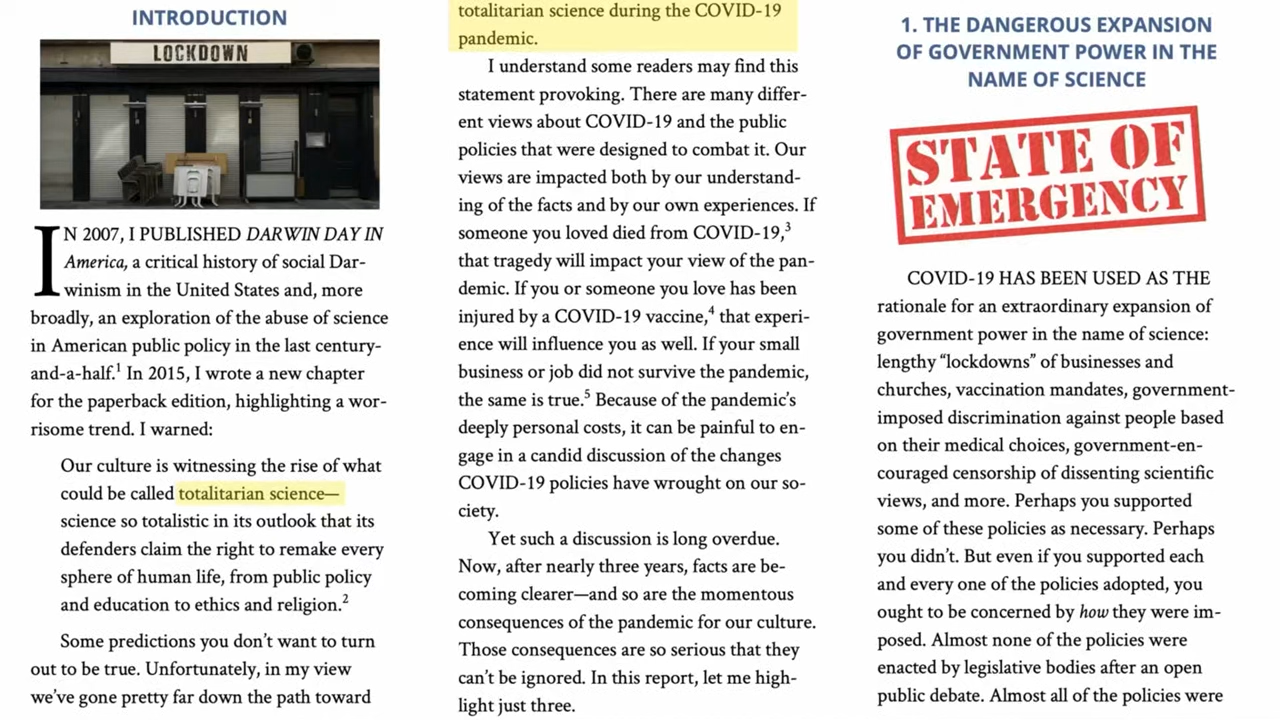 INTRODUCTION
LOCKDOWN
IN 2007, I PUBLISHED DARWIN DAY IN
America, a critical history of social Dar-
winism in the United States and, more
broadly, an exploration of the abuse of science
in American public policy in the last century-
and-a-half.1 In 2015, I wrote a new chapter
for the paperback edition, highlighting a wor-
risome trend. I warned:
Our culture is witnessing the rise of what
could be called totalitarian science—
science so totalistic in its outlook that its
defenders claim the right to remake every
sphere of human life, from public policy
and education to ethics and religion.2
Some predictions you don’t want to turn
out to be true. Unfortunately, in my view
we’ve gone pretty far down the path toward
totalitarian science during the COVID-19
pandemic.
I understand some readers may find this
statement provoking. There are many differ-
ent views about COVID-19 and the public
policies that were designed to combat it. Our
views are impacted both by our understand-
ing of the facts and by our own experiences. If
someone you loved died from COVID-19,3
that tragedy will impact your view of the pan-
demic. If you or someone you love has been
injured by a COVID-19 vaccine,4 that experi-
ence will influence you as well. If your small
business or job did not survive the pandemic,
the same is true.5 Because of the pandemic’s
deeply personal costs, it can be painful to en-
gage in a candid discussion of the changes
COVID-19 policies have wrought on our so-
ciety.
Yet such a discussion is long overdue.
Now, after nearly three years, facts are be-
coming clearer—and so are the momentous
consequences of the pandemic for our culture.
Those consequences are so serious that they
can’t be ignored. In this report, let me high-
light just three.
1. THE DANGEROUS EXPANSION
OF GOVERNMENT POWER IN THE
NAME OF SCIENCE
STATE OF
EMERGENCY
COVID-19 HAS BEEN USED AS THE
rationale for an extraordinary expansion of
government power in the name of science:
lengthy “lockdowns” of businesses and
churches, vaccination mandates, government-
imposed discrimination against people based
on their medical choices, government-en-
couraged censorship of dissenting scientific
views, and more. Perhaps you supported
some of these policies as necessary. Perhaps
you didn’t. But even if you supported each
and every one of the policies adopted, you
ought to be concerned by how they were im-
posed. Almost none of the policies were
enacted by legislative bodies after an open
public debate. Almost all of the policies were